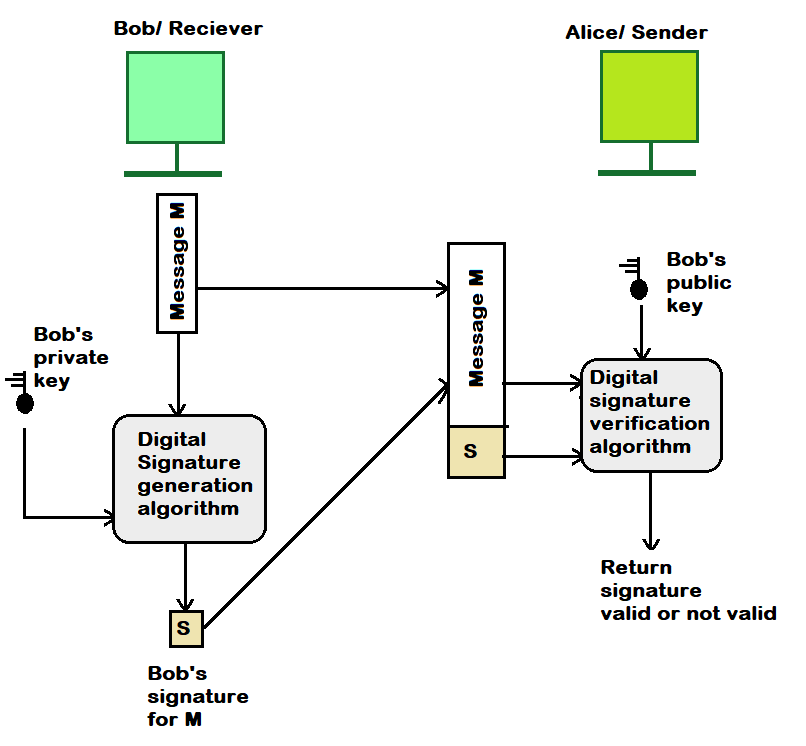 Bob/ Reciever
Alice/ Sender
Message M
Bob's
private
key
Digital
Signature
generation
algorithm
S
Bob's
signature
for M
Message M
S
Bob's
public
key
Digital
signature
verification
algorithm
Return
signature
valid or not valid